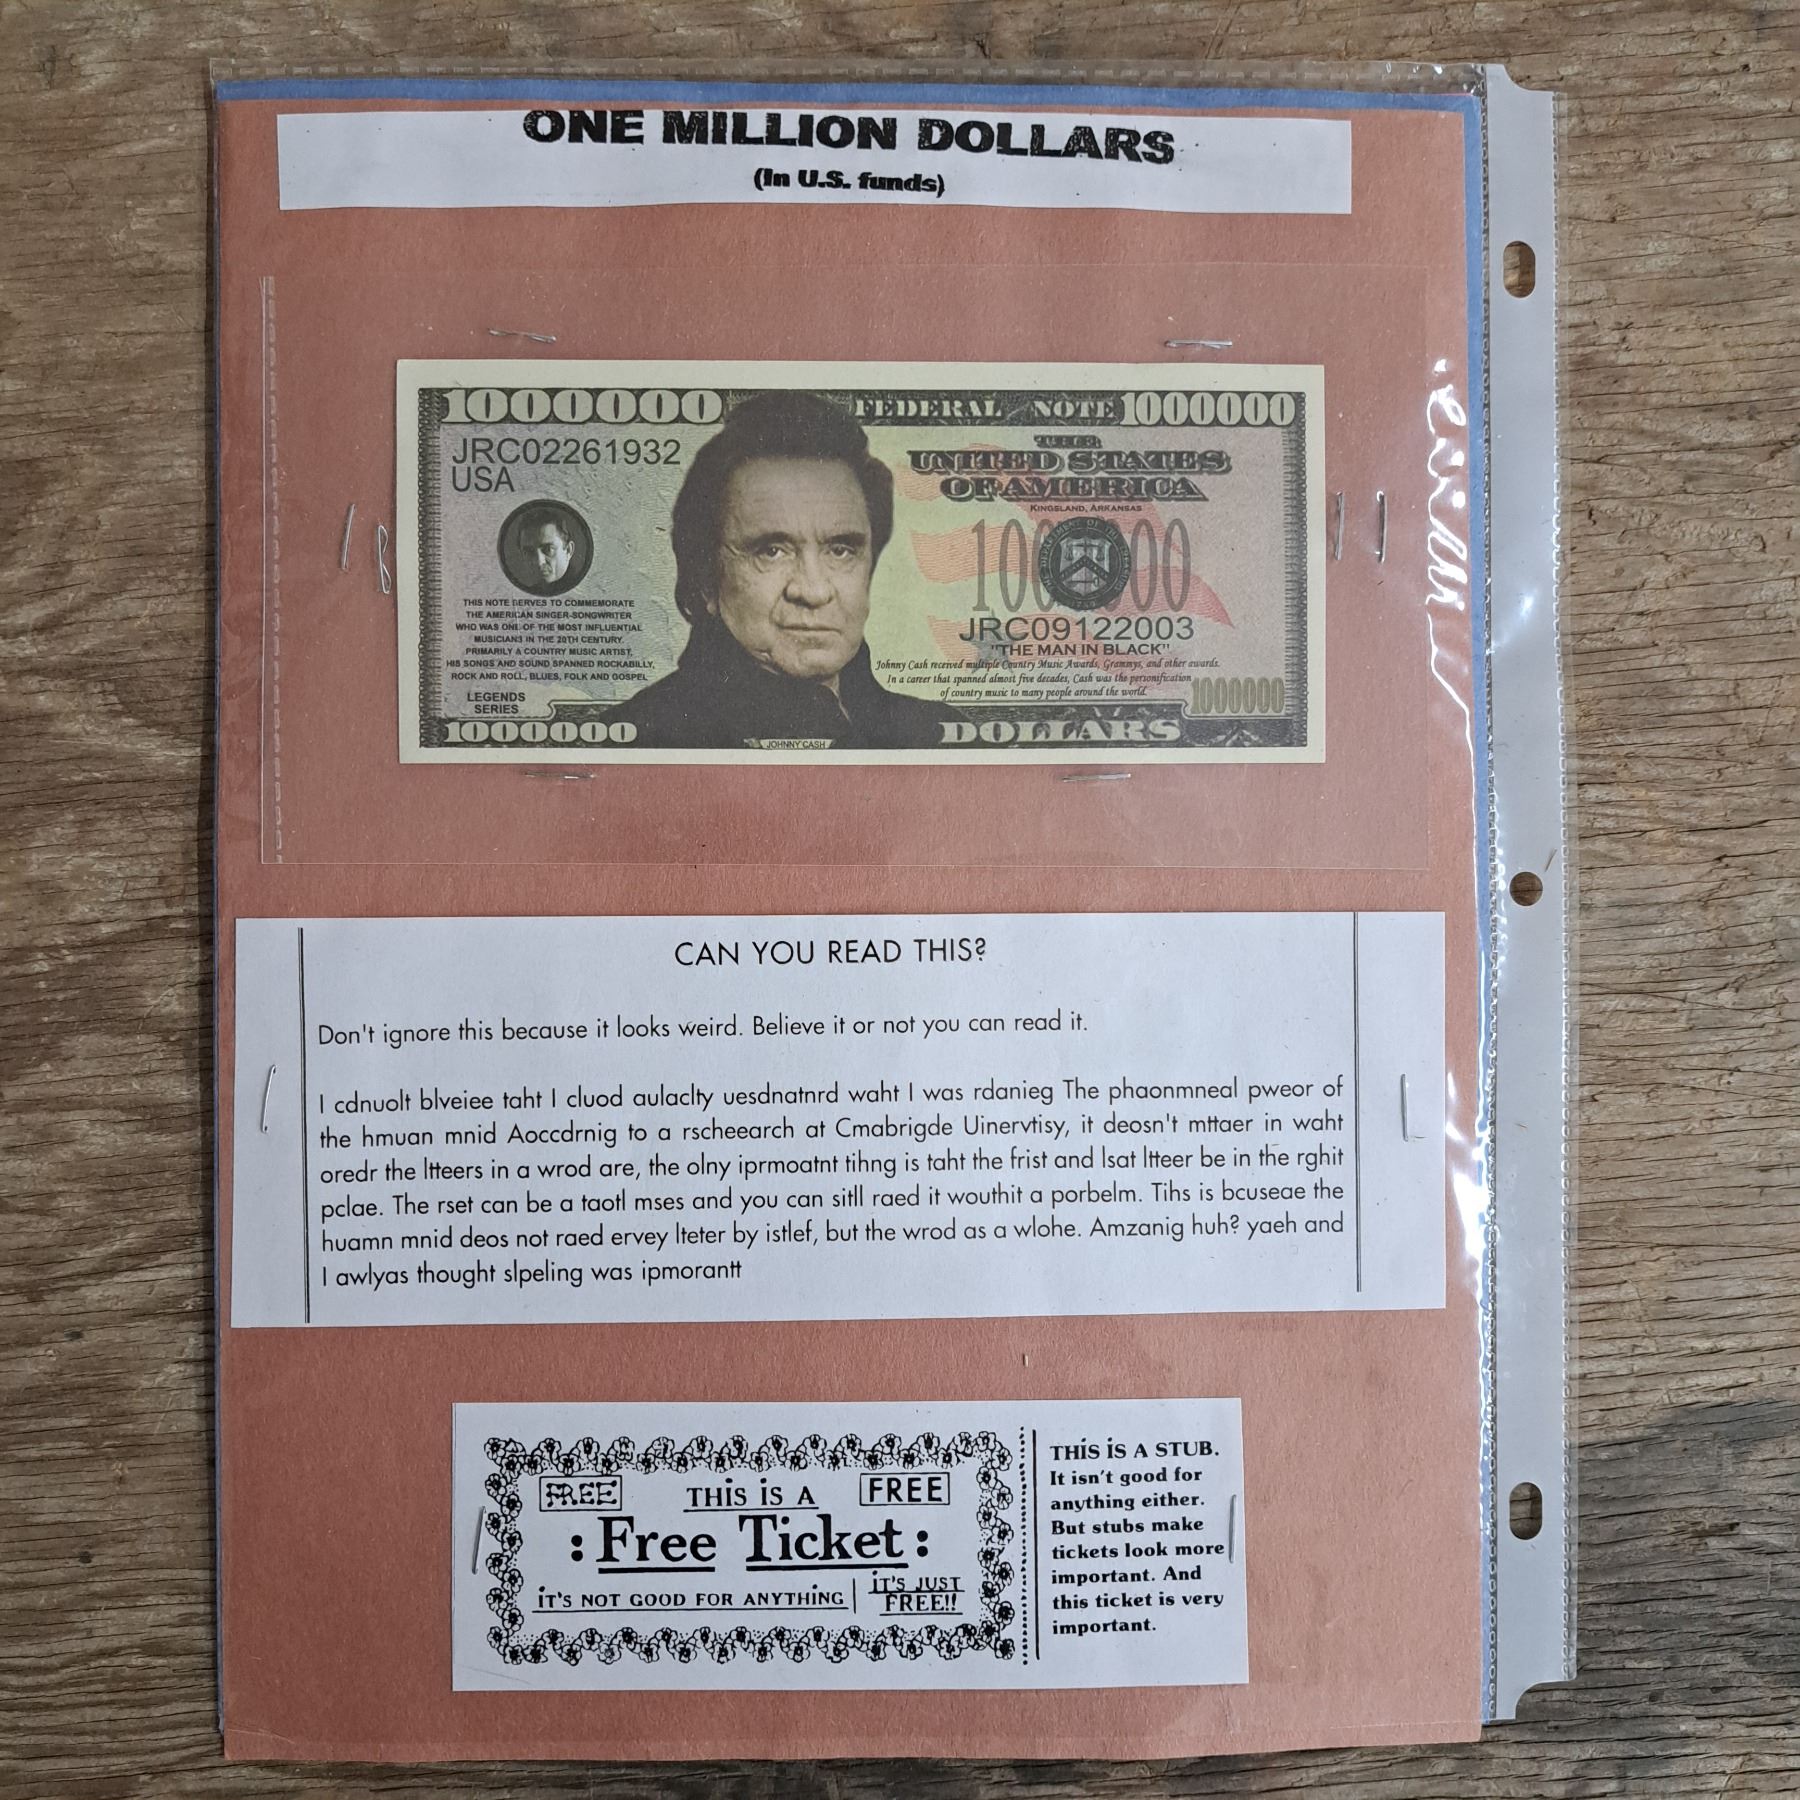 ONE MILLION DOLLARS
(In U.S. funds)
1000000
FEDERAL NOTE 1000000
JRC02261932
USA
THE
UNITED STATES
OF AMERICA
KINGSLAND, ARKANSAS
THIS NOTE SERVES TO COMMEMORATE
THE AMERICAN SINGER-SONGWRITER
WHO WAS ONE OF THE MOST INFLUENTIAL
MUSICIANS IN THE 20TH CENTURY.
PRIMARILY A COUNTRY MUSIC ARTIST,
HIS SONGS AND SOUND SPANNED ROCKABILLY,
ROCK AND ROLL, BLUES, FOLK AND GOSPEL
LEGENDS
SERIES
1000000
JOHNNY CASH
JRC09122003
"THE MAN IN BLACK"
Johnny Cash received multiple Country Music Awards, Grammys, and other awards.
In a career that spanned almost five decades, Cash was the personification
of country music to many people around the world.
1000000
DOLLARS
CAN YOU READ THIS?
Don't ignore this because it looks weird. Believe it or not you can read it.
I cdnuolt blveiee taht I cluod aulaclty uesdnatnrd waht I was rdanieg The phaonmneal pweor of
the hmuan mnid Aoccdrnig to a rscheearch at Cmabrigde Uinervtisy, it deosn't mttaer in waht
oredr the ltteers in a wrod are, the olny iprmoatnt tihng is taht the frist and lsat ltteer be in the rghit
pclae. The rset can be a taotl mses and you can sitll raed it wouthit a porbelm. Tihs is bcuseae the
huamn mnid deos not raed ervey lteter by istlef, but the wrod as a wlohe. Amzanig huh? yaeh and
I awlyas thought slpeling was ipmorantt
FREE
THiS iS A
FREE
: Free Ticket :
iT'S NOT GOOD FOR ANYTHiNG
iT'S JUST
FREE!!
THiS iS A STUB.
It isn't good for
anything either.
But stubs make
tickets look more
important. And
this ticket is very
important.